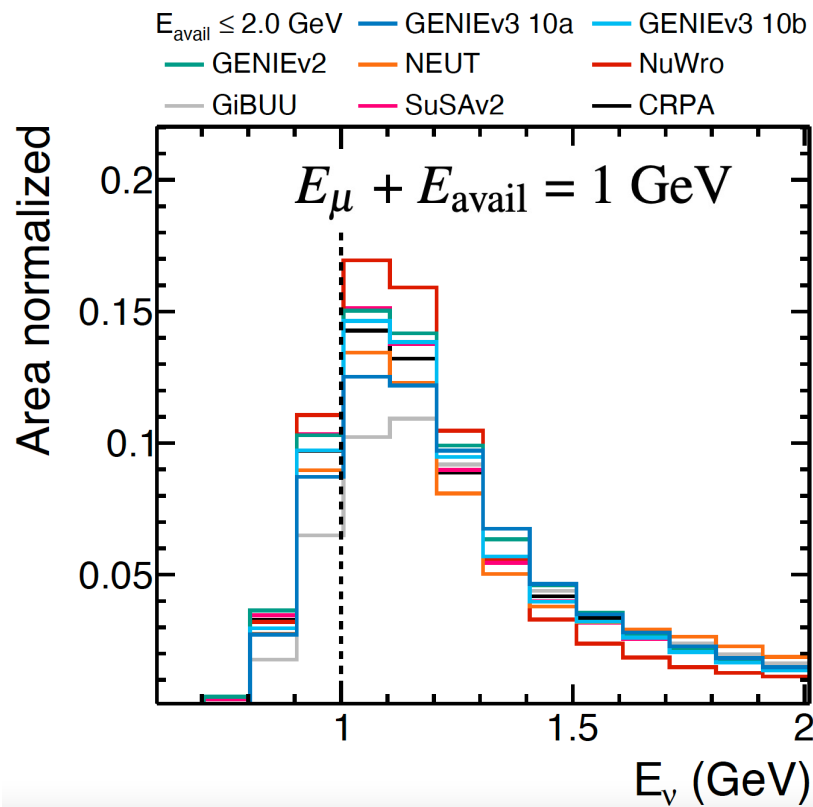 E_avail ≤ 2.0 GeV GENIEv3 10a GENIEv3 10b
GENIEv2 NEUT NuWro
GiBUU SuSAv2 CRPA
E_μ + E_avail = 1 GeV
Area normalized
0.2
0.15
0.1
0.05
1 1.5 2
E_ν (GeV)